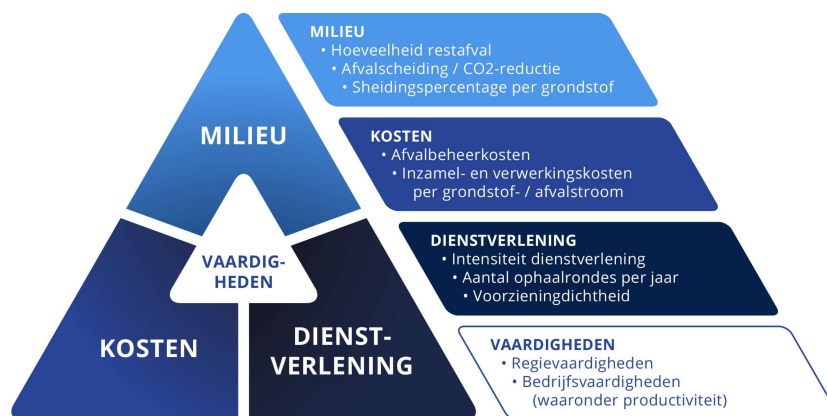 MILIEU
VAARDIG-
HEDEN
KOSTEN
DIENST-
VERLENING
MILIEU
• Hoeveelheid restafval
• Afvalscheiding / CO2-reductie
• Sheidingspercentage per grondstof
KOSTEN
• Afvalbeheerkosten
• Inzamel- en verwerkingskosten
per grondstof- / afvalstroom
DIENSTVERLENING
• Intensiteit dienstverlening
• Aantal ophaalrondes per jaar
• Voorzieningdichtheid
VAARDIGHEDEN
• Regievaardigheden
• Bedrijfsvaardigheden
(waaronder productiviteit)